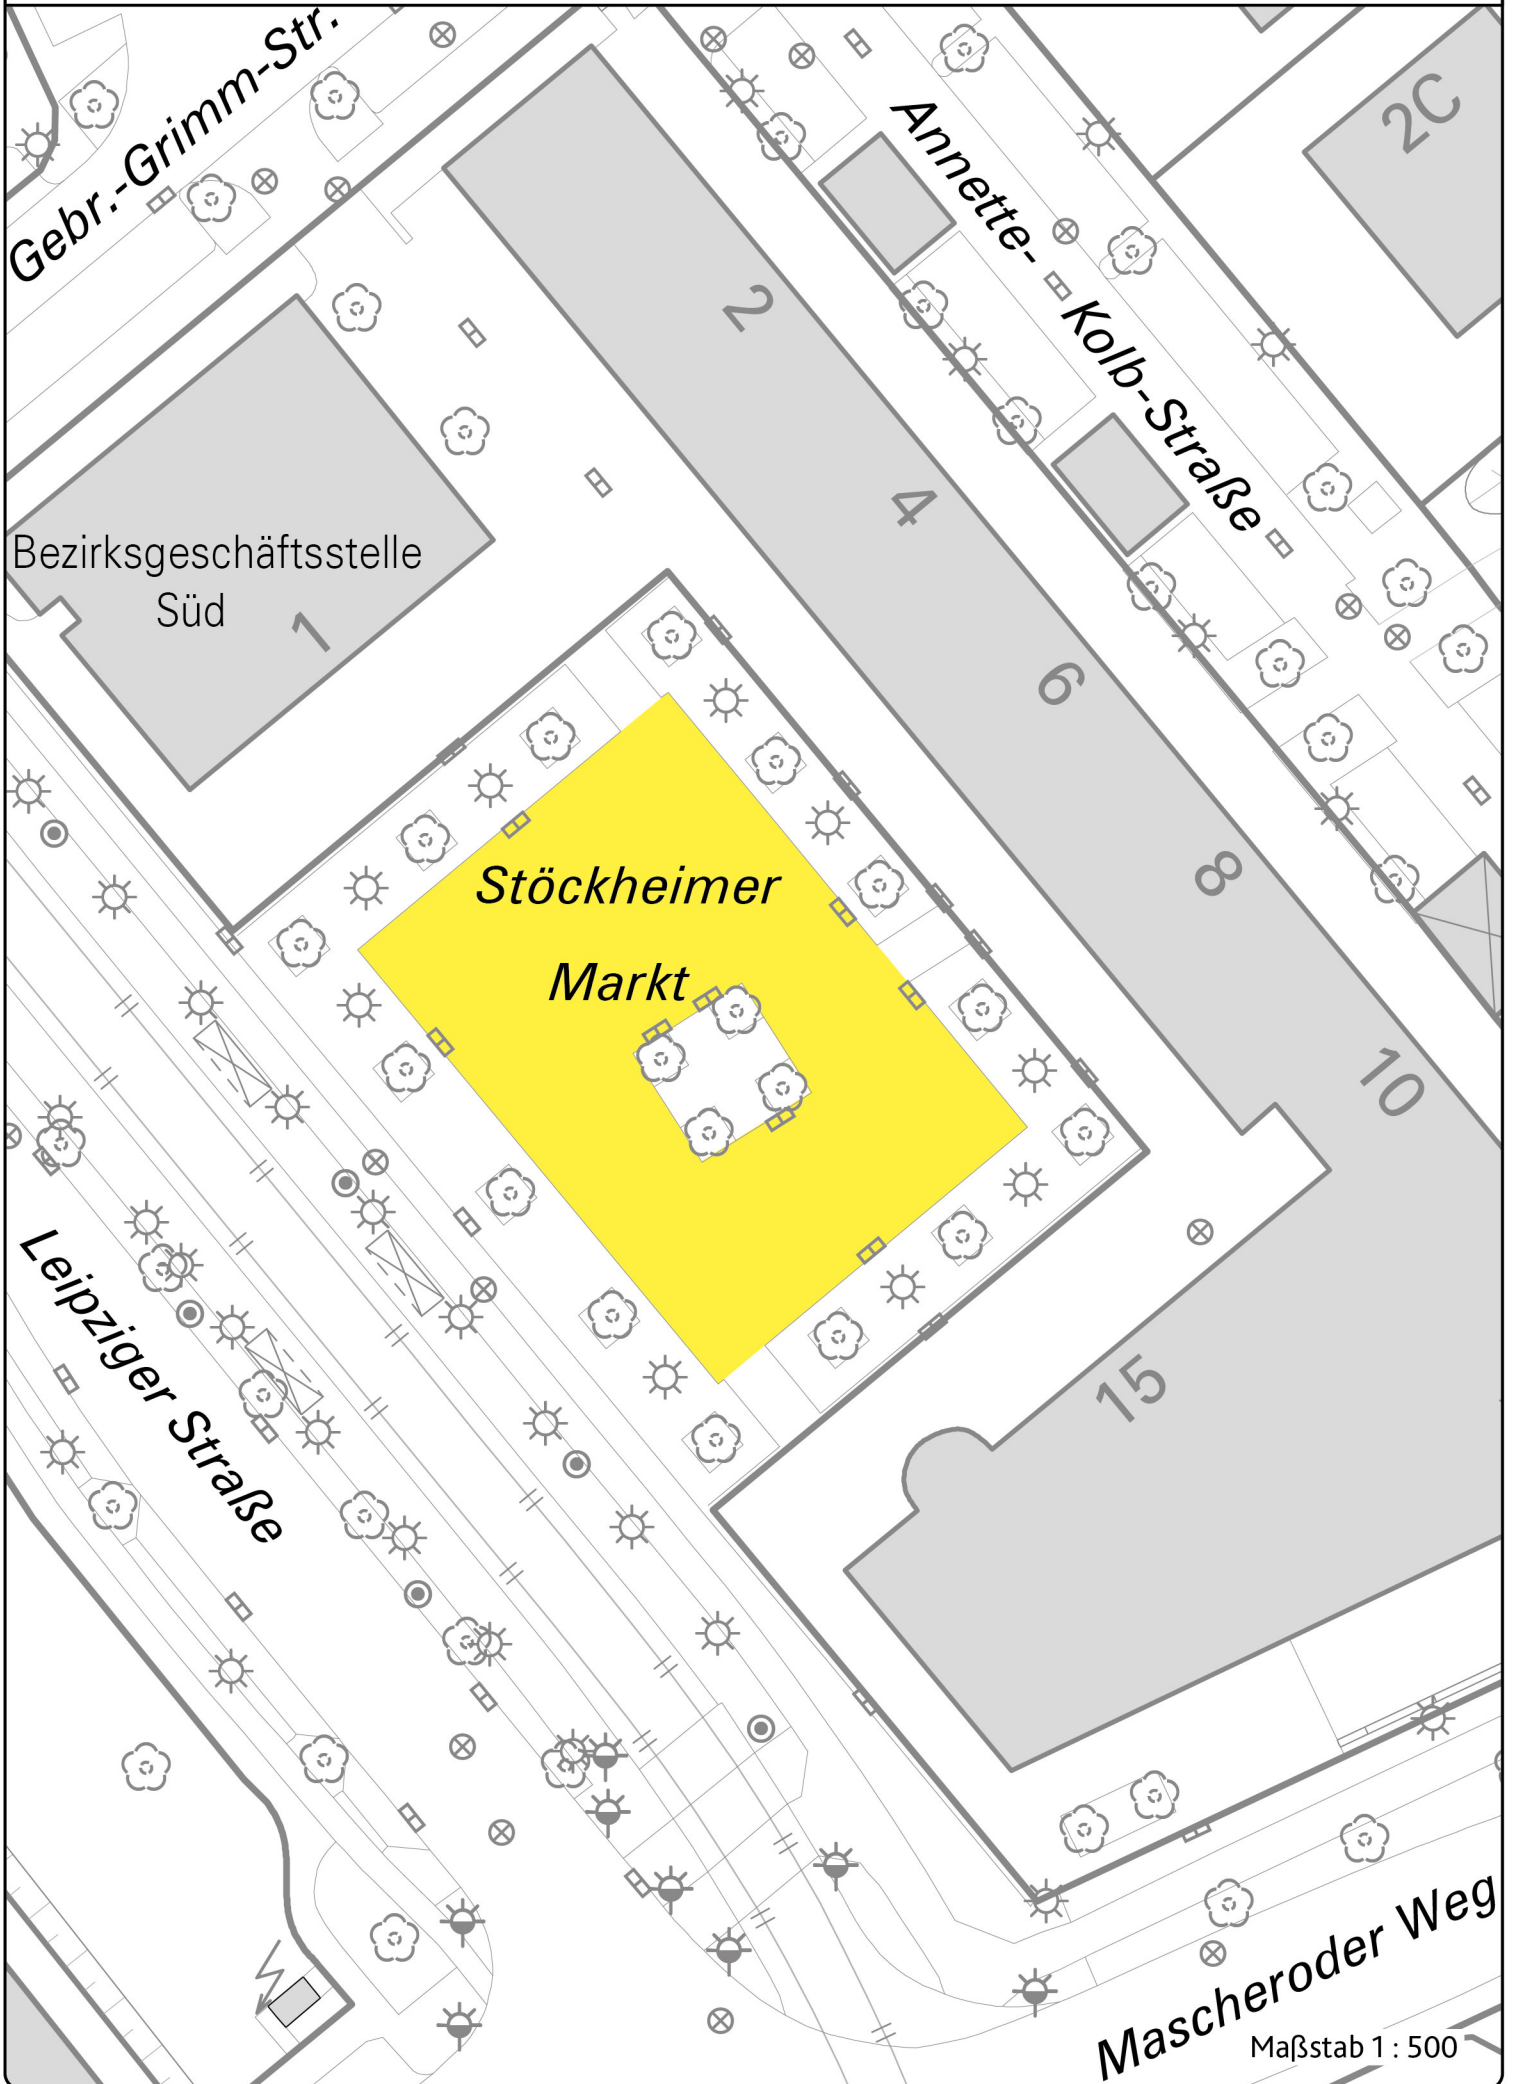 Gebr.-Grimm-Str.
2C
Annette-
Kolb-Straße
2
4
Bezirksgeschäftsstelle
Süd
1
6
Stöckheimer
Markt
8
10
Leipziger Straße
15
Mascheroder Weg
Maßstab 1 : 500